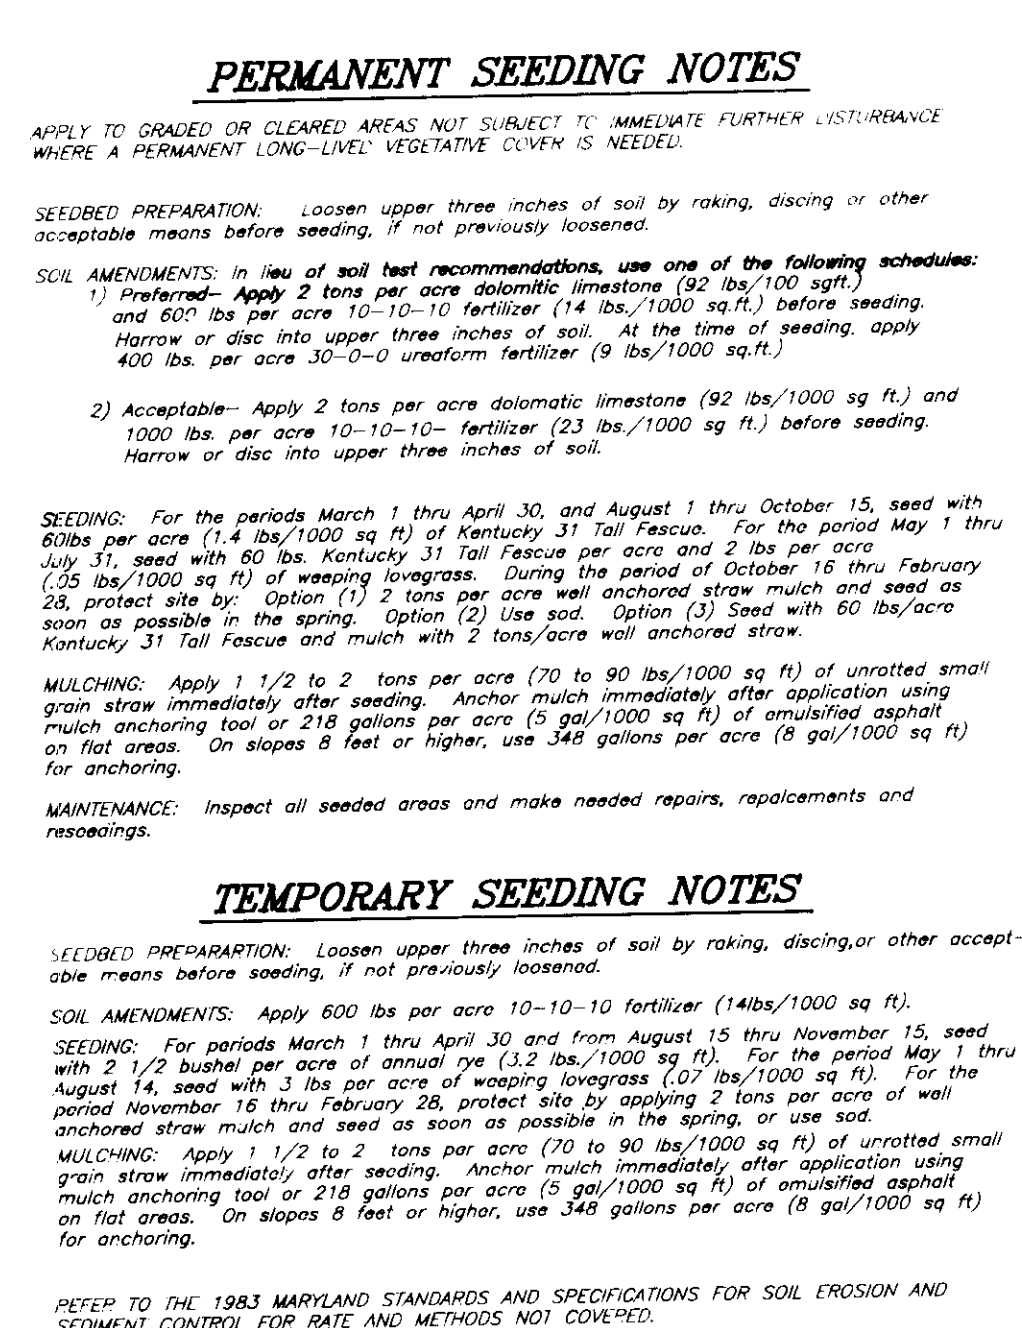 PERMANENT SEEDING NOTES
APPLY TO GRADED OR CLEARED AREAS NOT SUBJECT TO IMMEDIATE FURTHER DISTURBANCE
WHERE A PERMANENT LONG-LIVED VEGETATIVE COVER IS NEEDED.
SEEDBED PREPARATION: Loosen upper three inches of soil by raking, discing or other
acceptable means before seeding, if not previously loosened.
SOIL AMENDMENTS: In lieu of soil test recommendations, use one of the following schedules:
1) Preferred- Apply 2 tons per acre dolomitic limestone (92 lbs/100 sgft.)
and 600 lbs per acre 10-10-10 fertilizer (14 lbs./1000 sq.ft.) before seeding.
Harrow or disc into upper three inches of soil. At the time of seeding, apply
400 lbs. per acre 30-0-0 ureaform fertilizer (9 lbs/1000 sq.ft.)
2) Acceptable- Apply 2 tons per acre dolomatic limestone (92 lbs/1000 sg ft.) and
1000 lbs. per acre 10-10-10- fertilizer (23 lbs./1000 sg ft.) before seeding.
Harrow or disc into upper three inches of soil.
SEEDING: For the periods March 1 thru April 30, and August 1 thru October 15, seed with
60lbs per acre (1.4 lbs/1000 sq ft) of Kentucky 31 Tall Fescue. For the period May 1 thru
July 31, seed with 60 lbs. Kentucky 31 Tall Fescue per acre and 2 lbs per acre
(.05 lbs/1000 sq ft) of weeping lovegrass. During the period of October 16 thru February
28, protect site by: Option (1) 2 tons per acre well anchored straw mulch and seed as
soon as possible in the spring. Option (2) Use sod. Option (3) Seed with 60 lbs/acre
Kentucky 31 Tall Fescue and mulch with 2 tons/acre well anchored straw.
MULCHING: Apply 1 1/2 to 2 tons per acre (70 to 90 lbs/1000 sq ft) of unrotted small
grain straw immediately after seeding. Anchor mulch immediately after application using
mulch anchoring tool or 218 gallons per acre (5 gal/1000 sq ft) of emulsified asphalt
on flat areas. On slopes 8 feet or higher, use 348 gallons per acre (8 gal/1000 sq ft)
for anchoring.
MAINTENANCE: Inspect all seeded areas and make needed repairs, repalcements and
reseedings.
TEMPORARY SEEDING NOTES
SEEDBED PREPARARTION: Loosen upper three inches of soil by raking, discing,or other accept-
able means before seeding, if not previously loosened.
SOIL AMENDMENTS: Apply 600 lbs per acre 10-10-10 fertilizer (14lbs/1000 sq ft).
SEEDING: For periods March 1 thru April 30 and from August 15 thru November 15, seed
with 2 1/2 bushel per acre of annual rye (3.2 lbs./1000 sq ft). For the period May 1 thru
August 14, seed with 3 lbs per acre of weeping lovegrass (.07 lbs/1000 sq ft). For the
period November 16 thru February 28, protect site by applying 2 tons per acre of well
anchored straw mulch and seed as soon as possible in the spring, or use sod.
MULCHING: Apply 1 1/2 to 2 tons per acre (70 to 90 lbs/1000 sq ft) of unrotted small
grain straw immediately after seeding. Anchor mulch immediately after application using
mulch anchoring tool or 218 gallons per acre (5 gal/1000 sq ft) of emulsified asphalt
on flat areas. On slopes 8 feet or higher, use 348 gallons per acre (8 gal/1000 sq ft)
for anchoring.
REFER TO THE 1983 MARYLAND STANDARDS AND SPECIFICATIONS FOR SOIL EROSION AND
SEDIMENT CONTROL FOR RATE AND METHODS NOT COVERED.